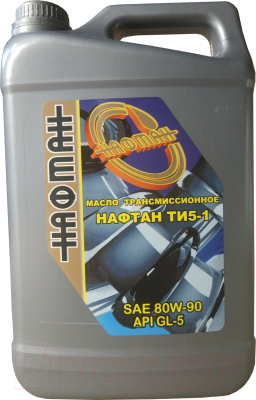 НАФТАН
НАФТАН
МАСЛО ТРАНСМИССИОННОЕ
НАФТАН ТИ5-1
SAE 80W-90
API GL-5